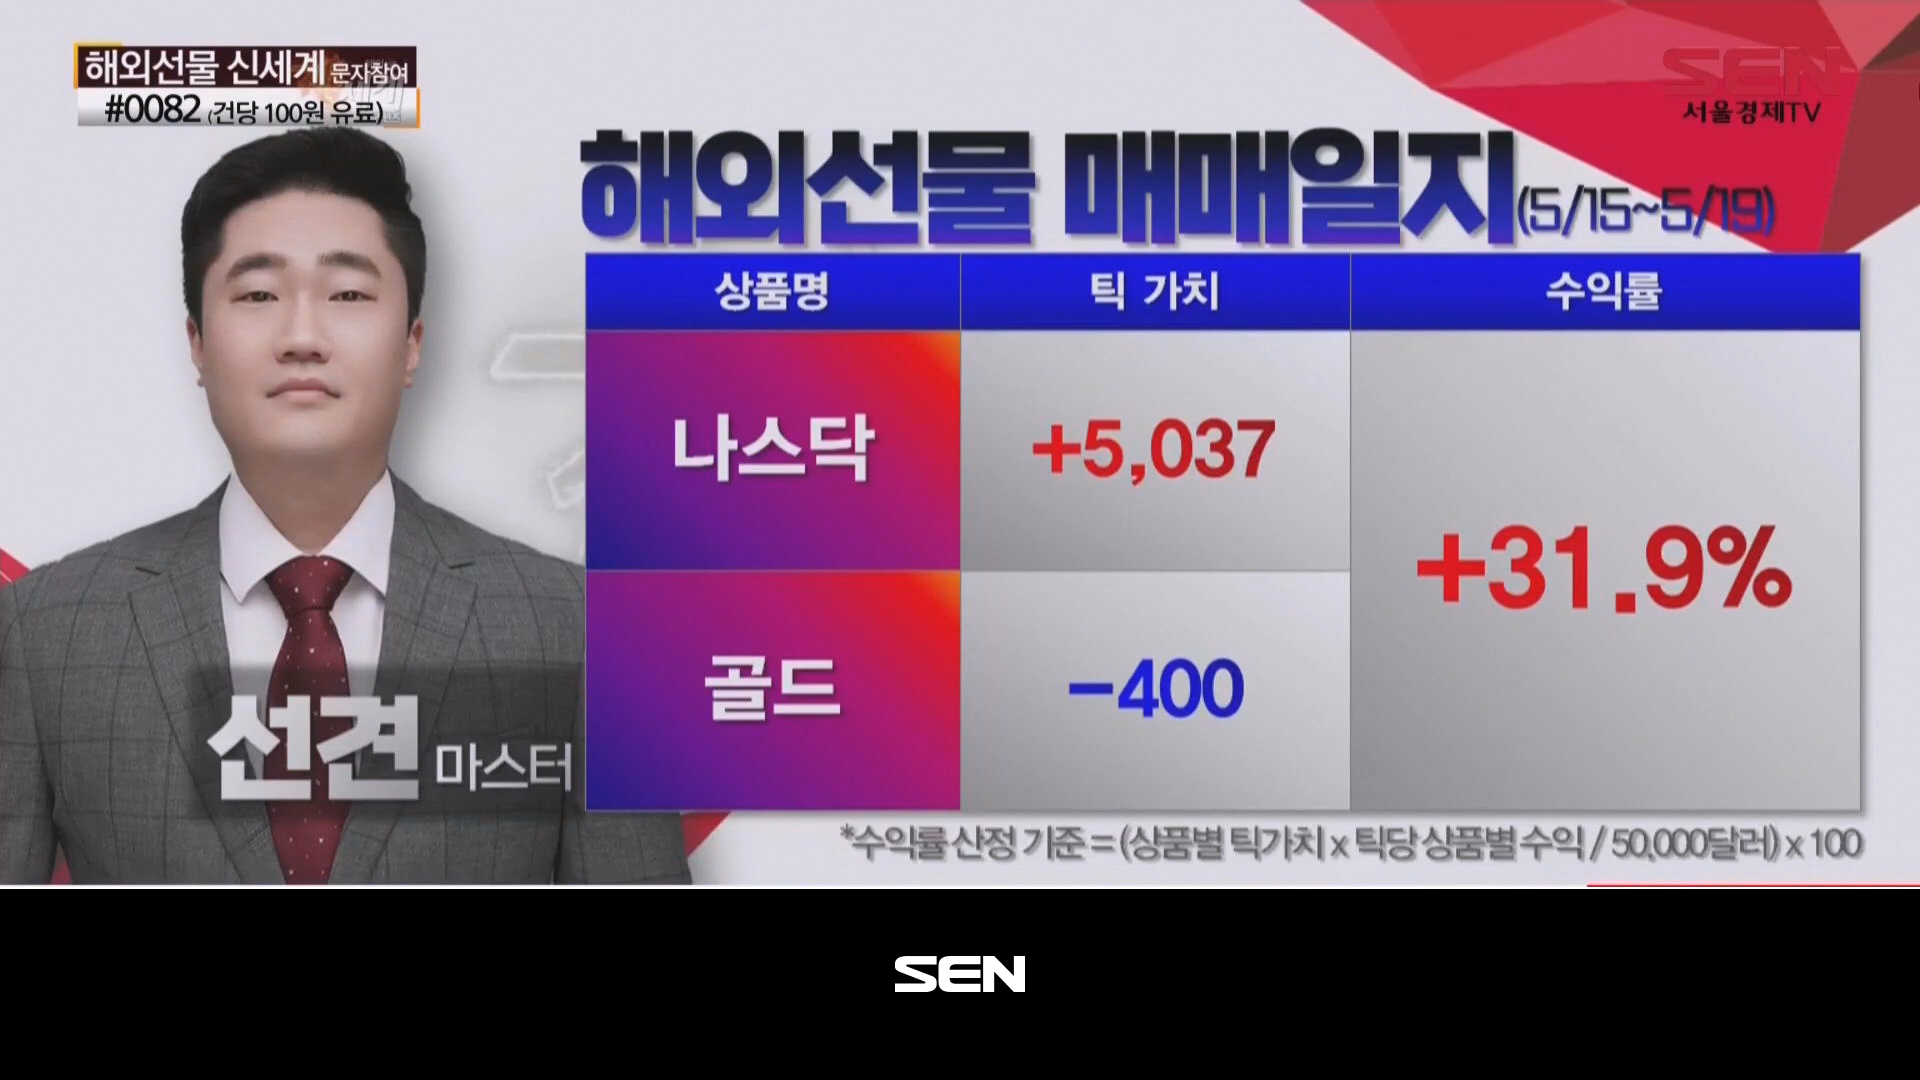 해외선물 신세계 문자참여
#0082 (건당 100원 유료)
SEN
서울경제TV
해외선물 매매일지(5/15~5/19)
상품명 틱 가치 수익률
나스닥 +5,037
+31.9%
골드 -400
선견 마스터
*수익률 산정 기준 = (상품별 틱가치 x 틱당 상품별 수익 / 50,000달러) x 100
SEN